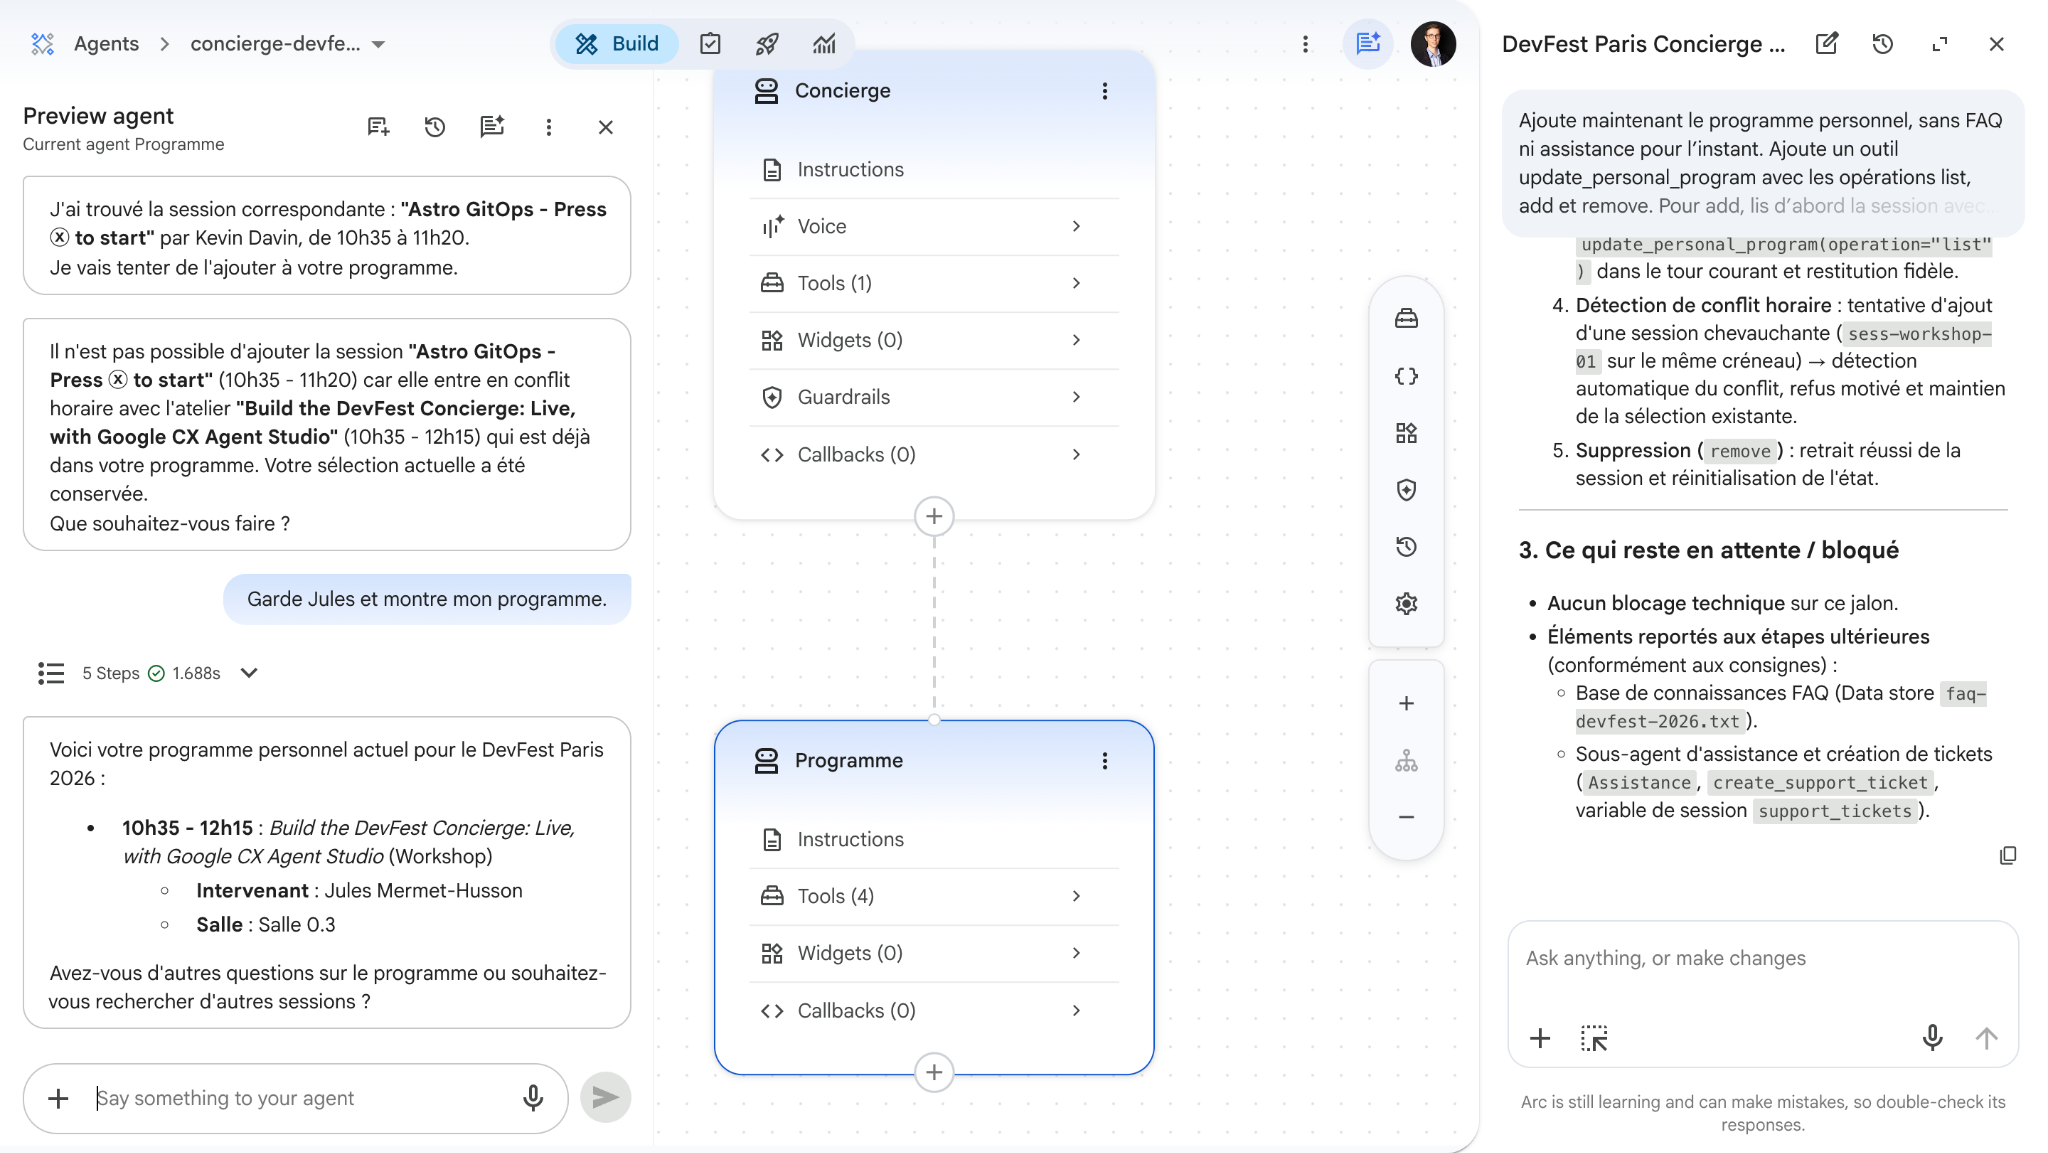 Agents
concierge-devfe...
Build
DevFest Paris Concierge ...
Preview agent
Current agent Programme
J'ai trouvé la session correspondante : "Astro GitOps - Press
ⓧ to start" par Kevin Davin, de 10h35 à 11h20.
Je vais tenter de l'ajouter à votre programme.
Il n'est pas possible d'ajouter la session "Astro GitOps -
Press ⓧ to start" (10h35 - 11h20) car elle entre en conflit
horaire avec l'atelier "Build the DevFest Concierge: Live,
with Google CX Agent Studio" (10h35 - 12h15) qui est déjà
dans votre programme. Votre sélection actuelle a été
conservée.
Que souhaitez-vous faire ?
Garde Jules et montre mon programme.
5 Steps 1.688s
Voici votre programme personnel actuel pour le DevFest Paris
2026 :
• 10h35 - 12h15 : Build the DevFest Concierge: Live,
with Google CX Agent Studio (Workshop)
○ Intervenant : Jules Mermet-Husson
○ Salle : Salle 0.3
Avez-vous d'autres questions sur le programme ou souhaitez-
vous rechercher d'autres sessions ?
Say something to your agent
Concierge
Instructions
Voice
Tools (1)
Widgets (0)
Guardrails
Callbacks (0)
Programme
Instructions
Tools (4)
Widgets (0)
Callbacks (0)
Ajoute maintenant le programme personnel, sans FAQ
ni assistance pour l’instant. Ajoute un outil
update_personal_program avec les opérations list,
add et remove. Pour add, lis d’abord la session avec...
update_personal_program(operation="list"
) dans le tour courant et restitution fidèle.
4. Détection de conflit horaire : tentative d'ajout
d'une session chevauchante (sess-workshop-
01 sur le même créneau) → détection
automatique du conflit, refus motivé et maintien
de la sélection existante.
5. Suppression (remove) : retrait réussi de la
session et réinitialisation de l'état.
3. Ce qui reste en attente / bloqué
• Aucun blocage technique sur ce jalon.
• Éléments reportés aux étapes ultérieures
(conformément aux consignes) :
○ Base de connaissances FAQ (Data store faq-
devfest-2026.txt).
○ Sous-agent d'assistance et création de tickets
(Assistance, create_support_ticket,
variable de session support_tickets).
Ask anything, or make changes
Arc is still learning and can make mistakes, so double-check its
responses.